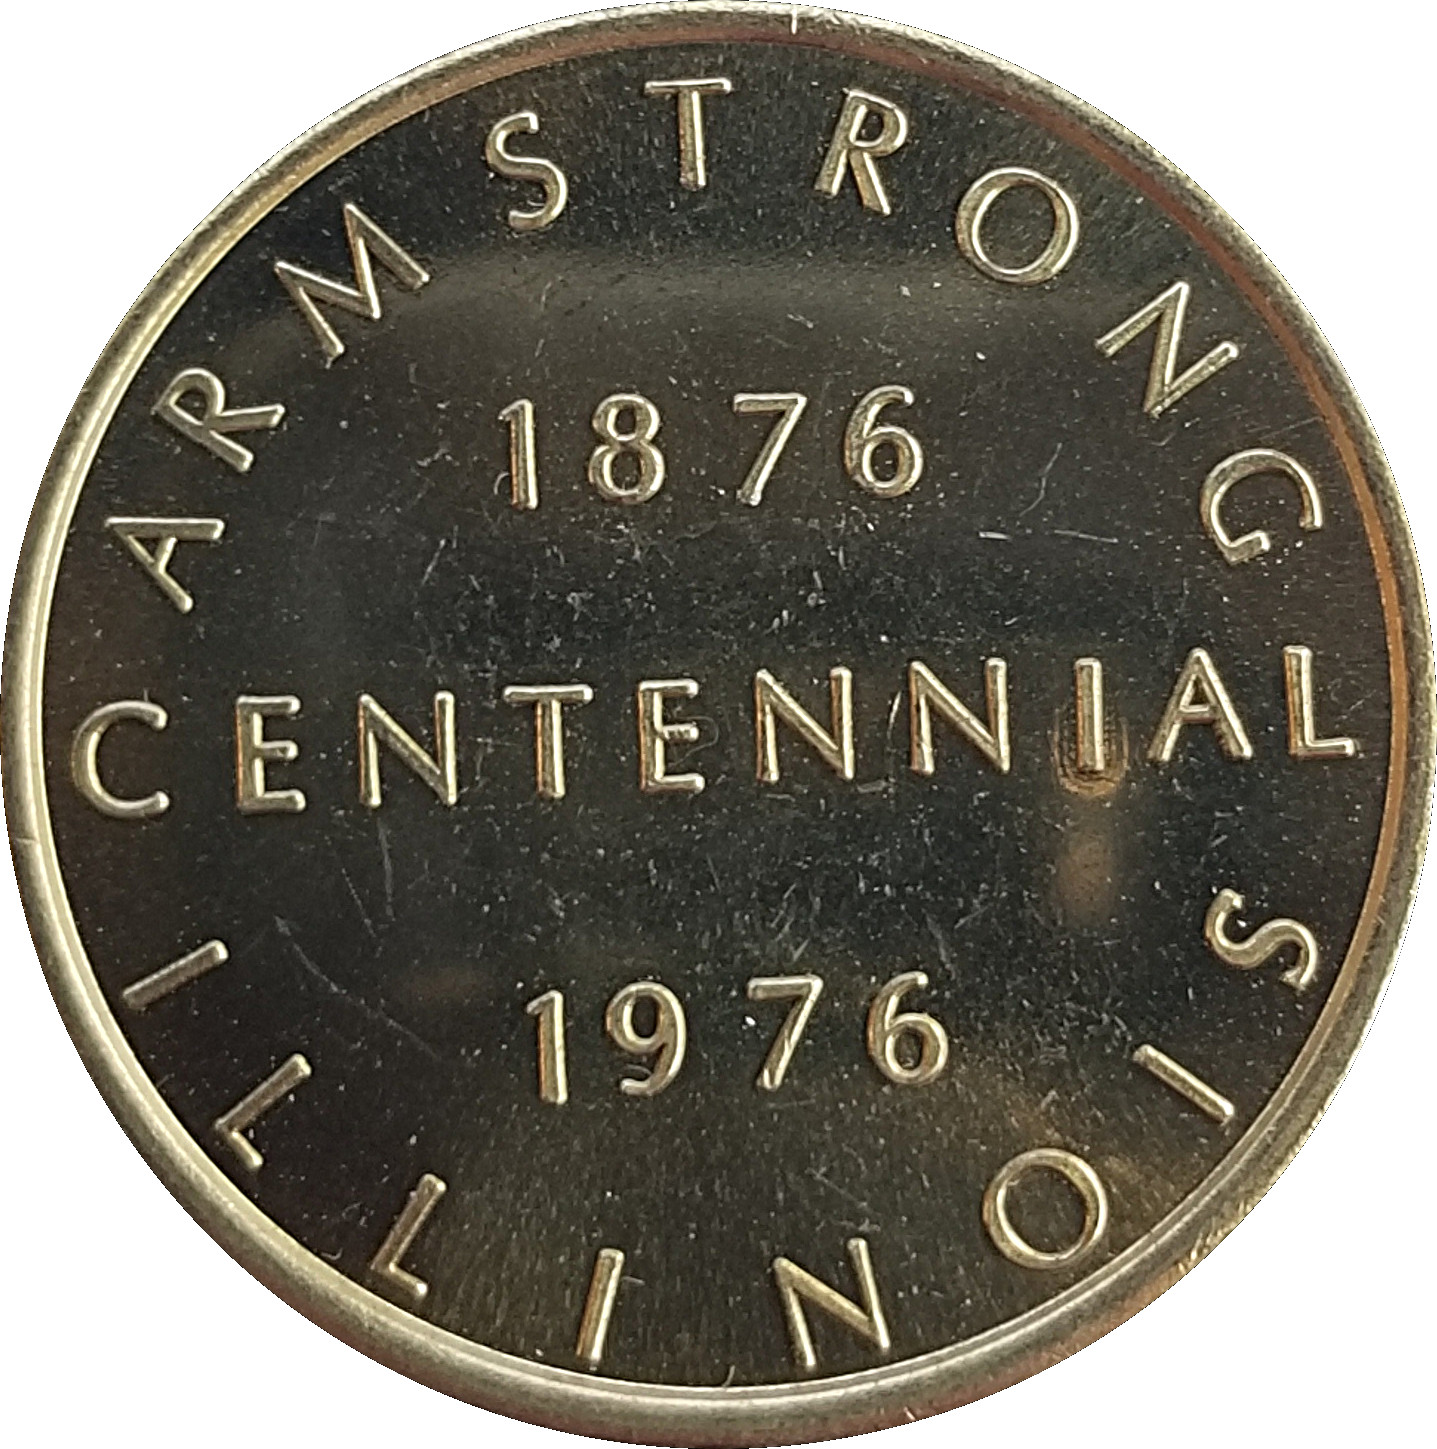 ARMSTRONG
1876
CENTENNIAL
1976
ILLINOIS